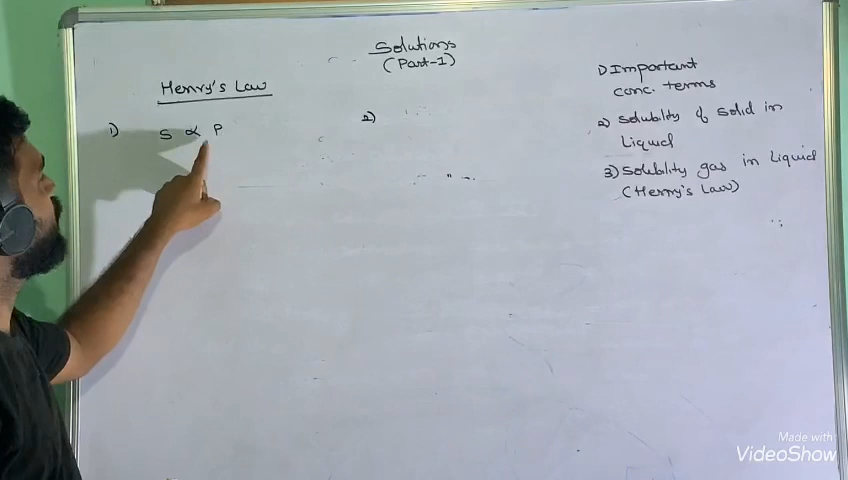 Solutions
(Part-1)
Henry's Law
1) S α P
2)
1) Important
conc. terms
2) solubility of solid in
Liquid
3) solubility gas in Liquid
(Henry's Law)
Made with
VideoShow